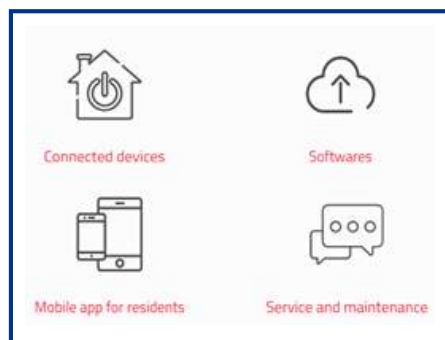 Connected devices
Softwares
Mobile app for residents
Service and maintenance